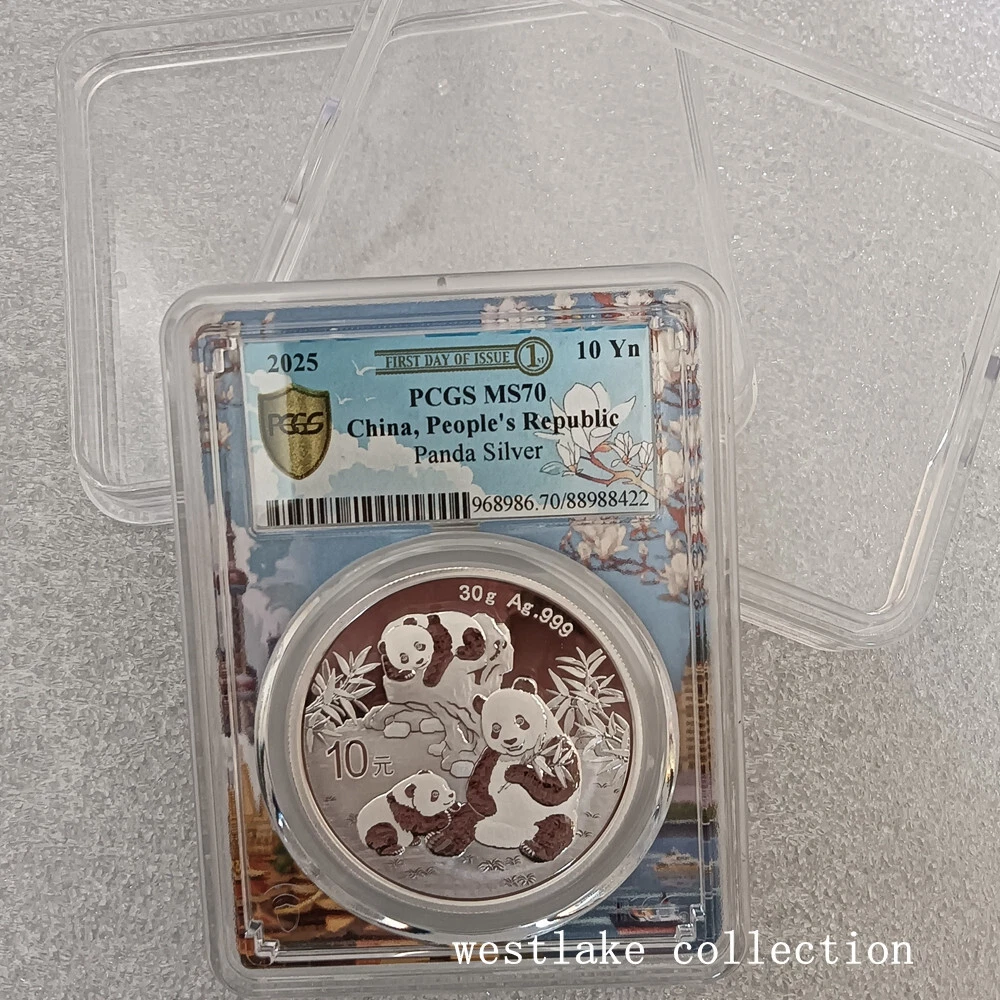 2025
FIRST DAY OF ISSUE 1ST
10 Yn
PCGS MS70
PCGS
China, People's Republic
Panda Silver
968986.70/88988422
30g Ag.999
10元
westlake collection